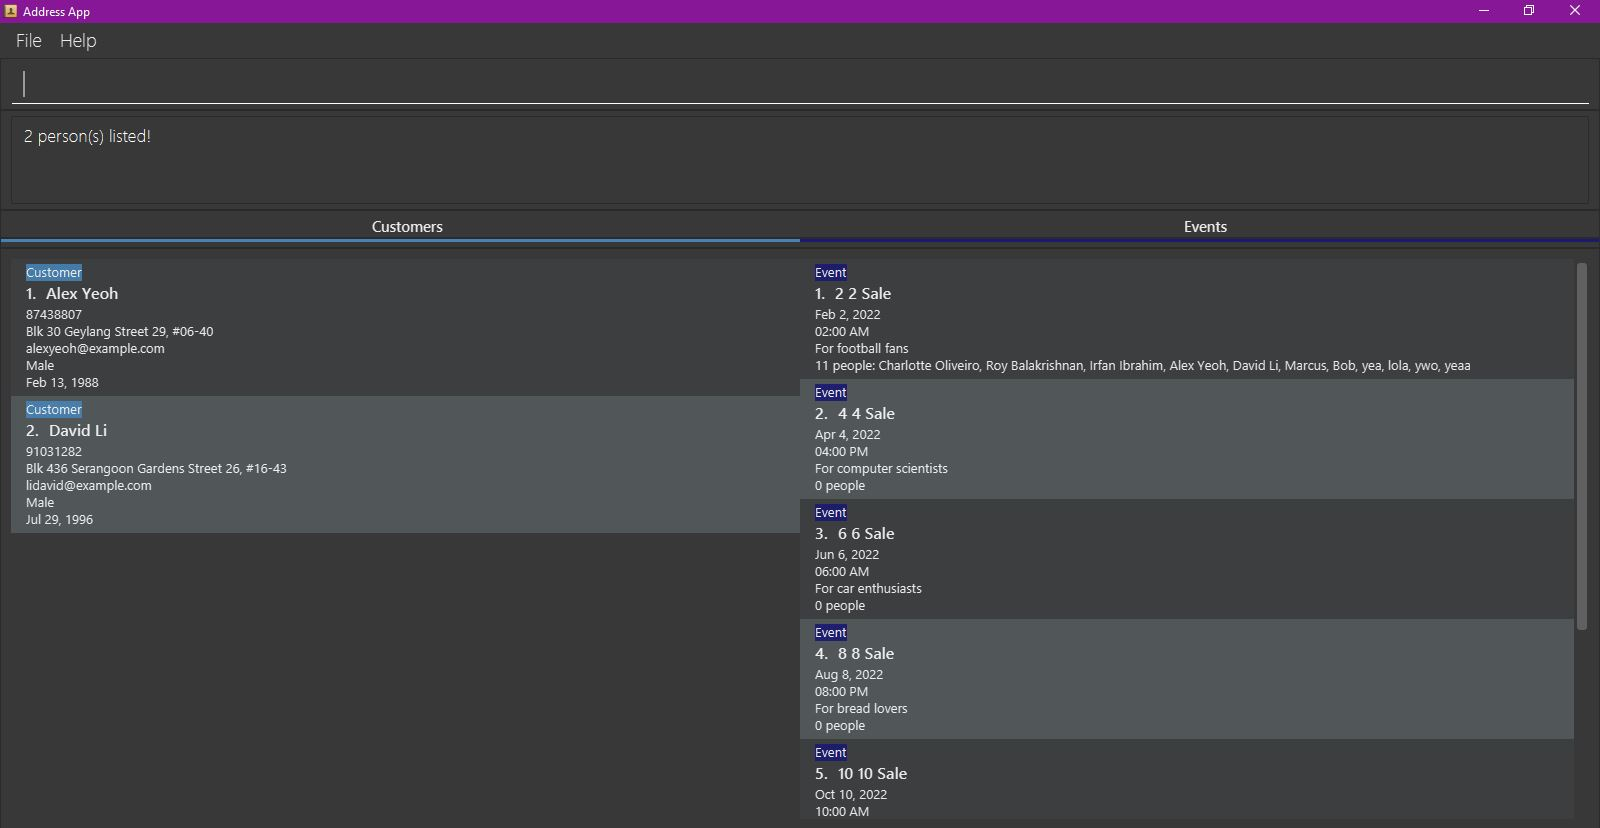 Address App
File Help
2 person(s) listed!
Customers
Events
Customer
1. Alex Yeoh
87438807
Blk 30 Geylang Street 29, #06-40
alexyeoh@example.com
Male
Feb 13, 1988
Customer
2. David Li
91031282
Blk 436 Serangoon Gardens Street 26, #16-43
lidavid@example.com
Male
Jul 29, 1996
Event
1. 2 2 Sale
Feb 2, 2022
02:00 AM
For football fans
11 people: Charlotte Oliveiro, Roy Balakrishnan, Irfan Ibrahim, Alex Yeoh, David Li, Marcus, Bob, yea, lola, ywo, yeaa
Event
2. 4 4 Sale
Apr 4, 2022
04:00 PM
For computer scientists
0 people
Event
3. 6 6 Sale
Jun 6, 2022
06:00 AM
For car enthusiasts
0 people
Event
4. 8 8 Sale
Aug 8, 2022
08:00 PM
For bread lovers
0 people
Event
5. 10 10 Sale
Oct 10, 2022
10:00 AM